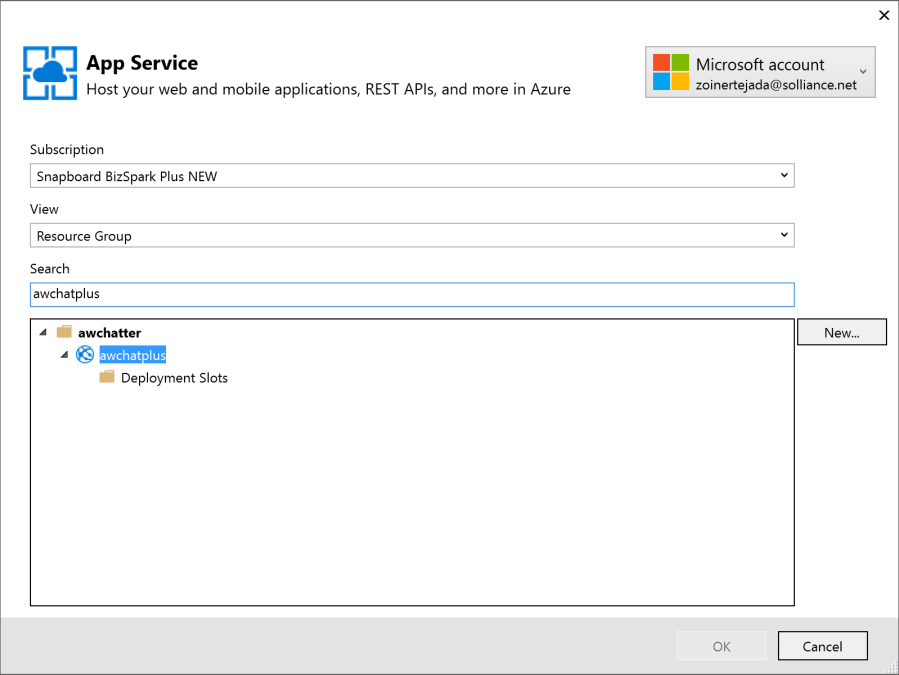 App Service
Host your web and mobile applications, REST APIs, and more in Azure
Microsoft account
zoinertejada@solliance.net
Subscription
Snapboard BizSpark Plus NEW
View
Resource Group
Search
awchatplus
awchatter
New...
awchatplus
Deployment Slots
OK
Cancel